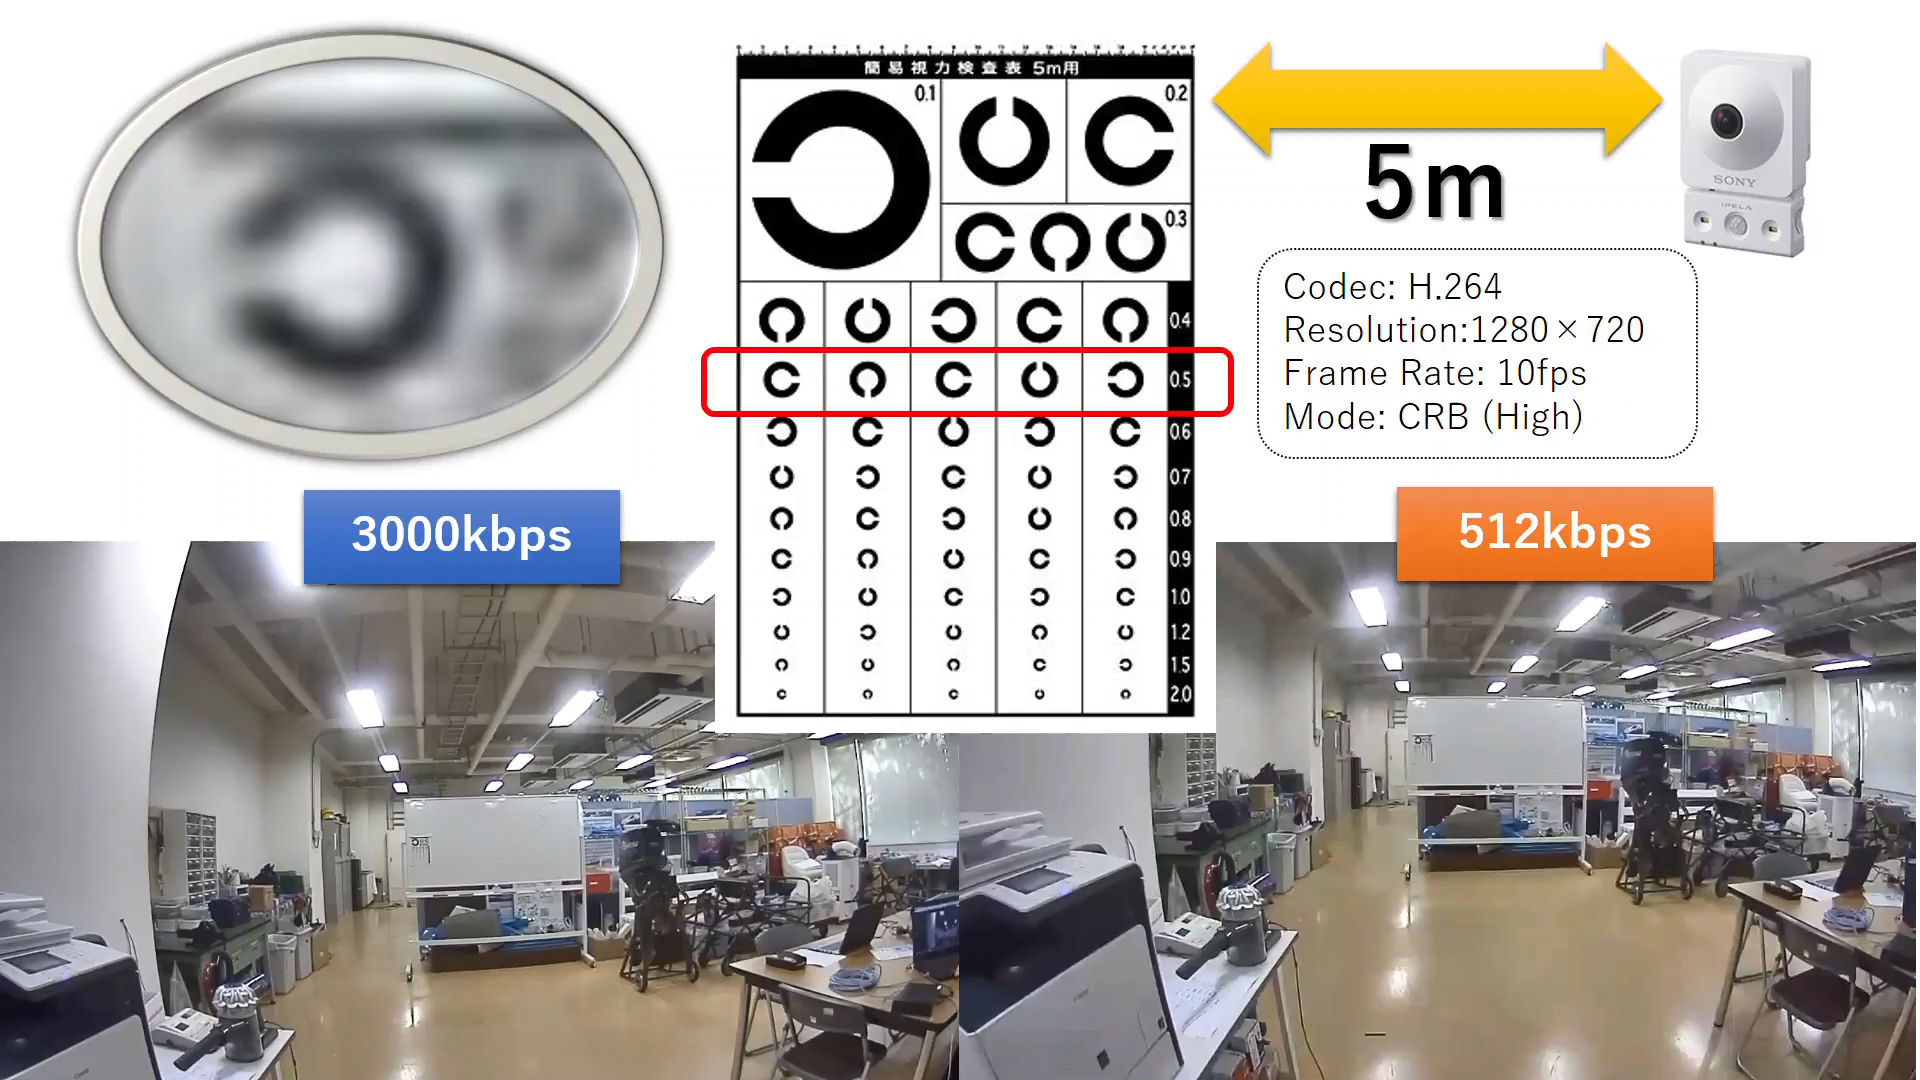 簡易視力検査表 5m用
0.1
0.2
0.3
0.4
0.5
0.6
0.7
0.8
0.9
1.0
1.2
1.5
2.0
5m
SONY
IPELA
Codec: H.264
Resolution:1280×720
Frame Rate: 10fps
Mode: CRB (High)
3000kbps
512kbps